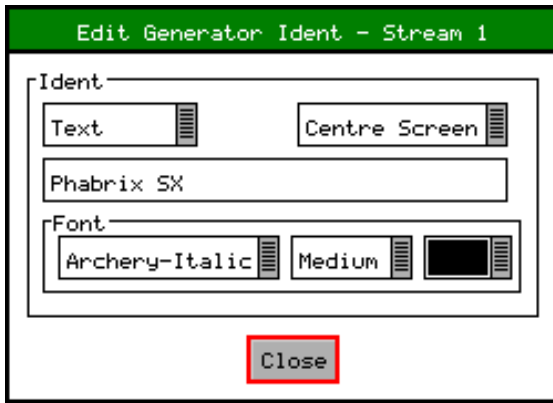 Edit Generator Ident - Stream 1
Ident
Text
Centre Screen
Phabrix SX
Font
Archery-Italic
Medium
Close